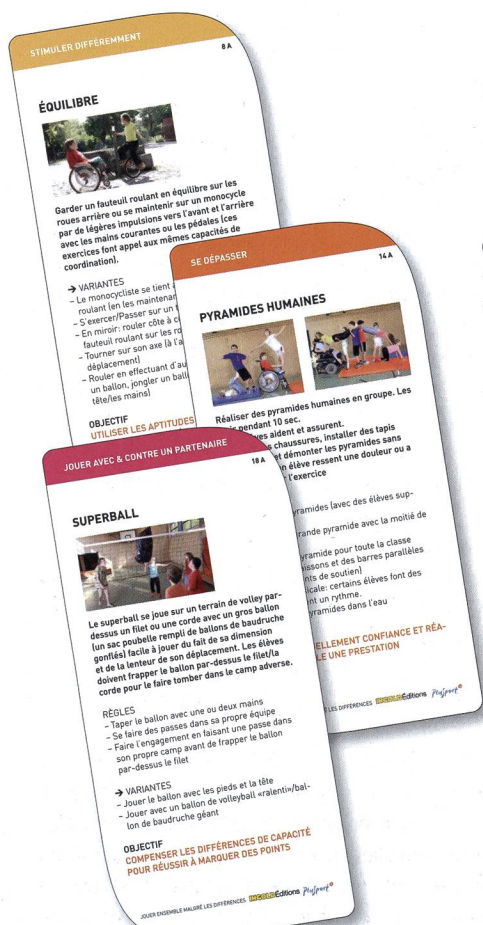 STIMULER DIFFÉREMMENT
8 A
ÉQUILIBRE
Garder un fauteuil roulant en équilibre sur les
roues arrière ou se maintenir sur un monocycle
par de légères impulsions vers l'avant et l'arrière
avec les mains courantes ou les pédales (ces
exercices font appel aux mêmes capacités de
coordination).
→ VARIANTES
– Le monocycliste se tient
roulant (en les maintenan
– S'exercer/Passer sur un
– En miroir: rouler côte à c
fauteuil roulant sur les ro
– Tourner sur son axe (à l'a
déplacement)
– Rouler en effectuant d'au
un ballon, jongler un ball
tête/les mains)
OBJECTIF
UTILISER LES APTITUDES
SE DÉPASSER
14 A
PYRAMIDES HUMAINES
Réaliser des pyramides humaines en groupe. Les
pendant 10 sec.
ves aident et assurent.
s chaussures, installer des tapis
et démonter les pyramides sans
n élève ressent une douleur ou a
l'exercice
yramides (avec des élèves sup-
rande pyramide avec la moitié de
yramide pour toute la classe
aissons et des barres parallèles
nts de soutien)
icale: certains élèves font des
nt un rythme.
yramides dans l'eau
ELLEMENT CONFIANCE ET RÉA-
LE UNE PRESTATION
É LES DIFFÉRENCES INGOLDÉditions PluSport
JOUER AVEC & CONTRE UN PARTENAIRE
18 A
SUPERBALL
Le superball se joue sur un terrain de volley par-
dessus un filet ou une corde avec un gros ballon
(un sac poubelle rempli de ballons de baudruche
gonflés) facile à jouer du fait de sa dimension
et de la lenteur de son déplacement. Les élèves
doivent frapper le ballon par-dessus le filet/la
corde pour le faire tomber dans le camp adverse.
RÈGLES
– Taper le ballon avec une ou deux mains
– Se faire des passes dans sa propre équipe
– Faire l'engagement en faisant une passe dans
son propre camp avant de frapper le ballon
par-dessus le filet
→ VARIANTES
– Jouer le ballon avec les pieds et la tête
– Jouer avec un ballon de volleyball «ralenti»/bal-
lon de baudruche géant
OBJECTIF
COMPENSER LES DIFFÉRENCES DE CAPACITÉ
POUR RÉUSSIR À MARQUER DES POINTS
JOUER ENSEMBLE MALGRÉ LES DIFFÉRENCES INGOLDÉditions PluSport